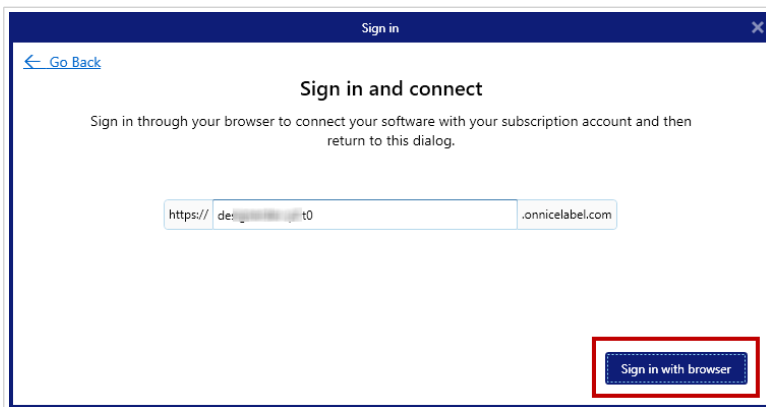 Sign in
Go Back
Sign in and connect
Sign in through your browser to connect your software with your subscription account and then
return to this dialog.
https:// .onnicelabel.com
Sign in with browser